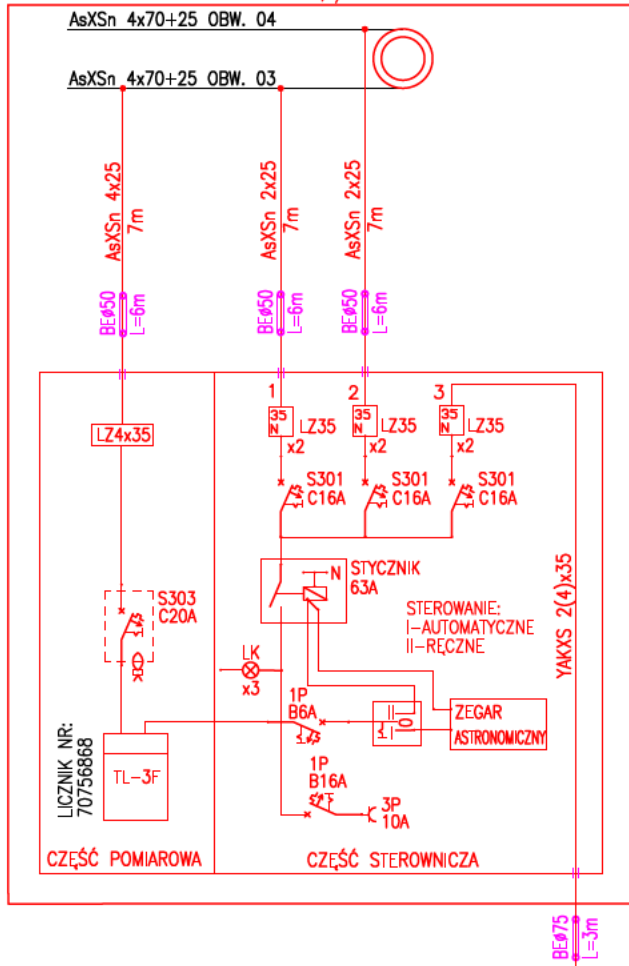 AsXSn 4x70+25 OBW. 04
AsXSn 4x70+25 OBW. 03
AsXSn 4x25
7m
AsXSn 2x25
7m
AsXSn 2x25
7m
BEø50
L=6m
BEø50
L=6m
BEø50
L=6m
1
2
3
LZ4x35
35
N
LZ35
x2
35
N
LZ35
x2
35
N
LZ35
x2
S301
C16A
S301
C16A
S301
C16A
N
STYCZNIK
63A
S303
C20A
STEROWANIE:
I-AUTOMATYCZNE
II-RĘCZNE
YAKXS 2(4)x35
LK
x3
1P
B6A
II
0
I
ZEGAR
ASTRONOMICZNY
LICZNIK NR:
70756868
TL-3F
1P
B16A
3P
10A
CZĘŚĆ POMIAROWA
CZĘŚĆ STEROWNICZA
BEø75
L=3m